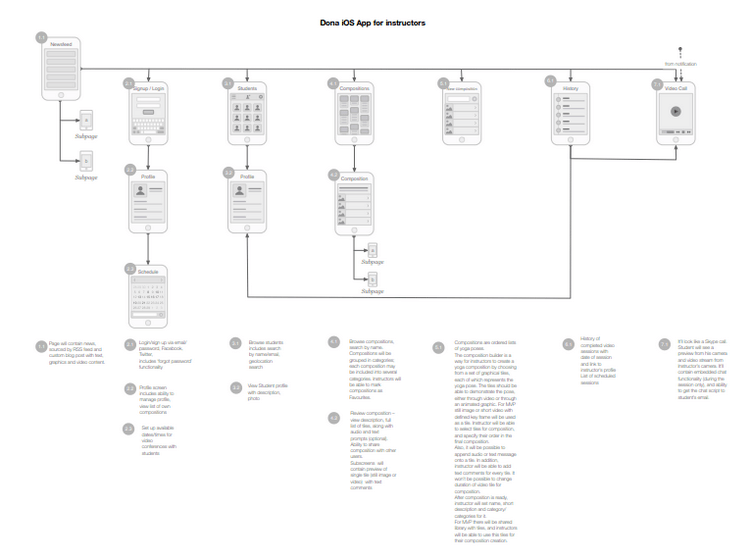 Dona iOS App for instructors
1.1
Newsfeed
from notification
2.1
Signup / Login
3.1
Students
4.1
Compositions
5.1
New Composition
6.1
History
7.1
Video Call
Subpage
Subpage
2.2
Profile
3.2
Profile
4.2
Composition
Subpage
Subpage
2.3
Schedule
1.1
Page will contain news,
sourced by RSS feed and
custom blog post with text,
graphics and video content.
2.1
Login/sign up via email/
password, Facebook,
Twitter,
includes 'forgot password'
functionality
2.2
Profile screen
includes ability to
manage profile,
view list of own
compositions
2.3
Set up available
dates/times for
video
conferences with
students
3.1
Browse students
includes search
by name/email,
geolocation
search
3.2
View Student profile
with description,
photo
4.1
Browse compositions,
search by name.
Compositions will be
grouped in categories,
each composition may
be included into several
categories. Instructors will
be able to mark
compositions as
Favourites.
4.2
Review composition –
view description, full
list of tiles, along with
audio and text
prompts (optional).
Ability to share
composition with other
users.
Subscreens will
contain preview of
single tile (still image or
video) with text
comments.
5.1
Compositions are ordered lists
of yoga poses.
The composition builder is a
way for instructors to create a
yoga composition by choosing
from a set of graphical tiles,
each of which represents the
yoga pose. The tiles should be
able to demonstrate the pose,
either through video or through
an animated graphic. For MVP
still image or short video with
defined key frame will be used
as a tile. Instructor will be able
to select tiles for composition,
and specify their order in the
final composition.
Also, it will be possible to
append audio or text message
onto a tile. In addition,
instructor will be able to add
text comments for every tile. It
won't be possible to change
duration of video tile for
composition.
After composition is ready,
instructor will set name, short
description and category/
categories for it.
For MVP there will be shared
library with tiles, and instructors
will be able to use this tiles for
their composition creation.
6.1
History of
completed video
sessions with
date of session
and link to
instructor's profile
List of scheduled
sessions
7.1
It'll look like a Skype call.
Student will see a
preview from his camera
and video stream from
instructor's camera. It'll
contain embedded chat
functionality (during the
session only), and ability
to get the chat script to
student's email.